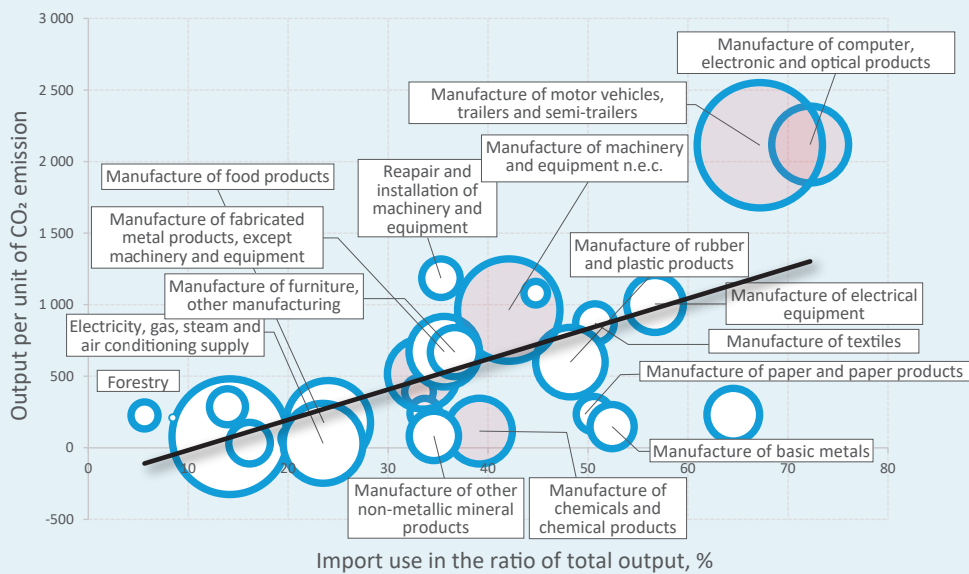 Output per unit of CO₂ emission
3 000
2 500
2 000
1 500
1 000
500
0
-500
Manufacture of computer,
electronic and optical products
Manufacture of motor vehicles,
trailers and semi-trailers
Manufacture of machinery
and equipment n.e.c.
Manufacture of food products
Reapair and
installation of
machinery and
equipment
Manufacture of fabricated
metal products, except
machinery and equipment
Manufacture of rubber
and plastic products
Manufacture of furniture,
other manufacturing
Manufacture of electrical
equipment
Electricity, gas, steam and
air conditioning supply
Manufacture of textiles
Forestry
Manufacture of paper and paper products
Manufacture of basic metals
0
10
20
30
40
50
60
70
80
Manufacture of other
non-metallic mineral
products
Manufacture of
chemicals and
chemical products
Import use in the ratio of total output, %